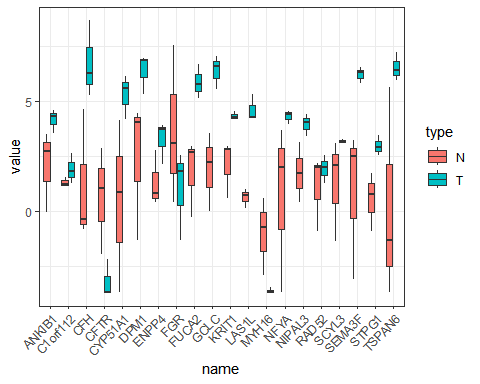 value
5
0
ANKIB1
C1orf112
CFH
CFTR
CYP51A1
DPM1
ENPP4
FGR
FUCA2
GCLC
KRIT1
LAS1L
MYH16
NFYA
NIPAL3
RAD52
SCYL3
SEMA3F
STPG1
TSPAN6
name
type
N
T